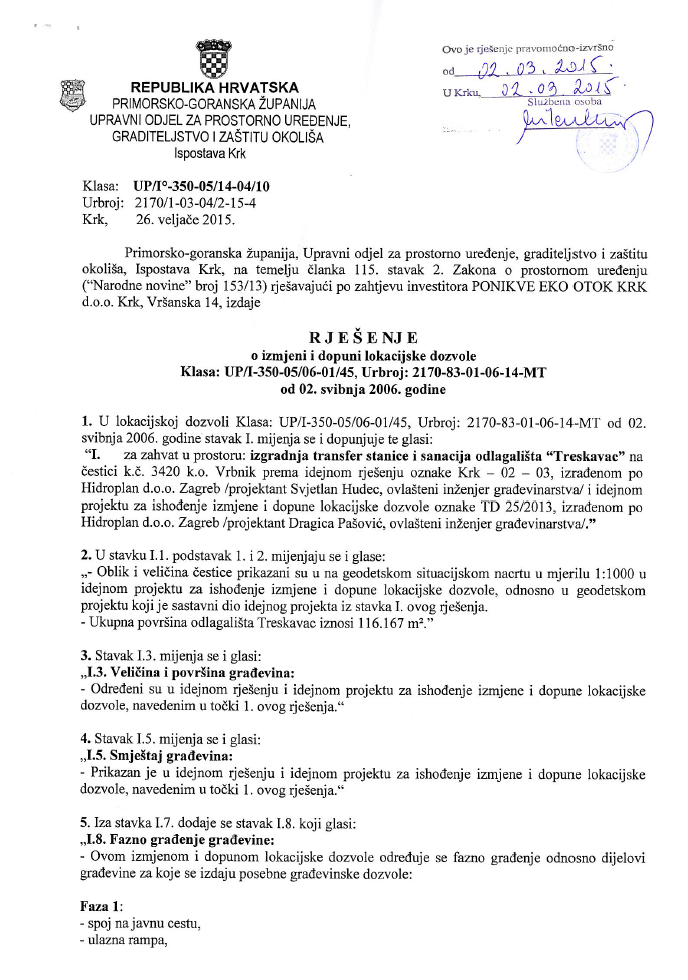 Ovo je rješenje pravomoćno-izvršno
od 02.03.2015.
U Krku, 02.03.2015
Službena osoba
REPUBLIKA HRVATSKA
PRIMORSKO-GORANSKA ŽUPANIJA
UPRAVNI ODJEL ZA PROSTORNO UREĐENJE,
GRADITELJSTVO I ZAŠTITU OKOLIŠA
Ispostava Krk
Klasa: UP/I°-350-05/14-04/10
Urbroj: 2170/1-03-04/2-15-4
Krk, 26. veljače 2015.
Primorsko-goranska županija, Upravni odjel za prostorno uređenje, graditeljstvo i zaštitu
okoliša, Ispostava Krk, na temelju članka 115. stavak 2. Zakona o prostornom uređenju
(“Narodne novine” broj 153/13) rješavajući po zahtjevu investitora PONIKVE EKO OTOK KRK
d.o.o. Krk, Vršanska 14, izdaje
R J E Š E NJ E
o izmjeni i dopuni lokacijske dozvole
Klasa: UP/I-350-05/06-01/45, Urbroj: 2170-83-01-06-14-MT
od 02. svibnja 2006. godine
1. U lokacijskoj dozvoli Klasa: UP/I-350-05/06-01/45, Urbroj: 2170-83-01-06-14-MT od 02.
svibnja 2006. godine stavak I. mijenja se i dopunjuje te glasi:
“I. za zahvat u prostoru: izgradnja transfer stanice i sanacija odlagališta “Treskavac” na
čestici k.č. 3420 k.o. Vrbnik prema idejnom rješenju oznake Krk – 02 – 03, izrađenom po
Hidroplan d.o.o. Zagreb /projektant Svjetlan Hudec, ovlašteni inženjer građevinarstva/ i idejnom
projektu za ishođenje izmjene i dopune lokacijske dozvole oznake TD 25/2013, izrađenom po
Hidroplan d.o.o. Zagreb /projektant Dragica Pašović, ovlašteni inženjer građevinarstva/.”
2. U stavku I.1. podstavak 1. i 2. mijenjaju se i glase:
„- Oblik i veličina čestice prikazani su u na geodetskom situacijskom nacrtu u mjerilu 1:1000 u
idejnom projektu za ishođenje izmjene i dopune lokacijske dozvole, odnosno u geodetskom
projektu koji je sastavni dio idejnog projekta iz stavka I. ovog rješenja.
- Ukupna površina odlagališta Treskavac iznosi 116.167 m².”
3. Stavak I.3. mijenja se i glasi:
„I.3. Veličina i površina građevina:
- Određeni su u idejnom rješenju i idejnom projektu za ishođenje izmjene i dopune lokacijske
dozvole, navedenim u točki 1. ovog rješenja.“
4. Stavak I.5. mijenja se i glasi:
„I.5. Smještaj građevina:
- Prikazan je u idejnom rješenju i idejnom projektu za ishođenje izmjene i dopune lokacijske
dozvole, navedenim u točki 1. ovog rješenja.“
5. Iza stavka I.7. dodaje se stavak I.8. koji glasi:
„I.8. Fazno građenje građevine:
- Ovom izmjenom i dopunom lokacijske dozvole određuje se fazno građenje odnosno dijelovi
građevine za koje se izdaju posebne građevinske dozvole:
Faza 1:
- spoj na javnu cestu,
- ulazna rampa,